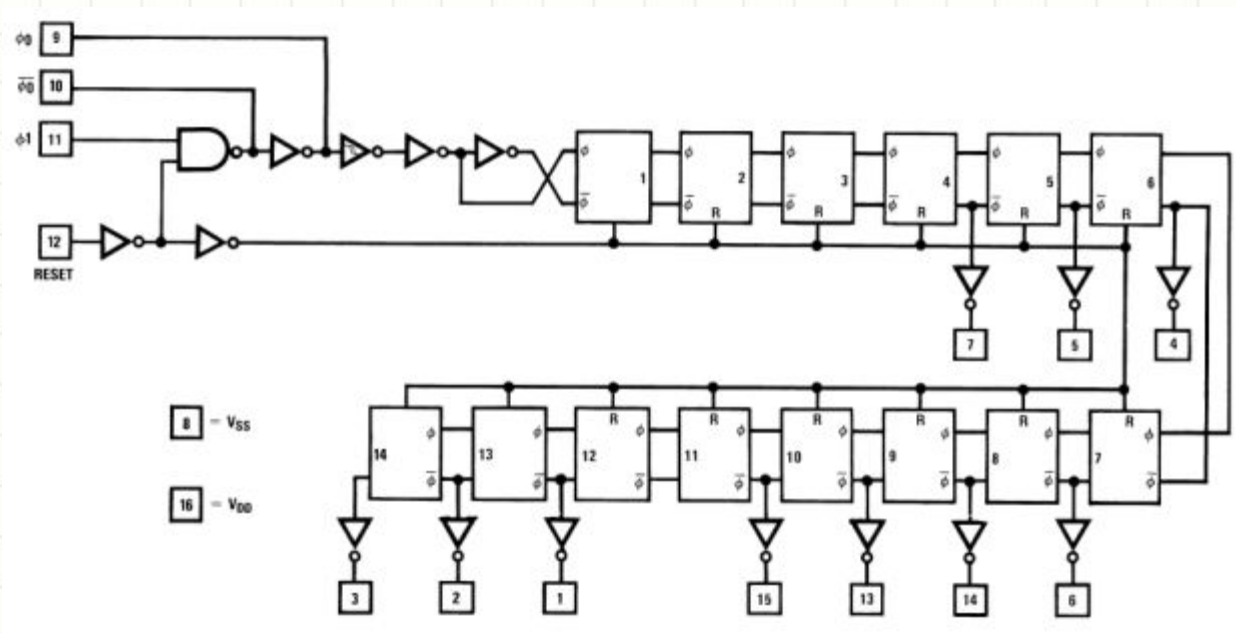 ϕ0 9
ϕ̅0̅ 10
ϕ1 11
12
RESET
ϕ ϕ ϕ ϕ ϕ ϕ
1 2 3 4 5 6
ϕ̅ ϕ̅ ϕ̅ ϕ̅ ϕ̅ ϕ̅
R R R R R
7 5 4
8 – VSS
16 – VDD
R R R R R R
ϕ ϕ ϕ ϕ ϕ ϕ ϕ ϕ
14 13 12 11 10 9 8 7
ϕ̅ ϕ̅ ϕ̅ ϕ̅ ϕ̅ ϕ̅ ϕ̅
3 2 1 15 13 14 6